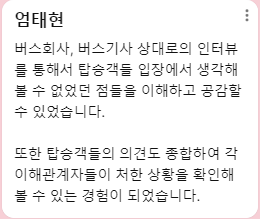 엄태현
버스회사, 버스기사 상대로의 인터뷰
를 통해서 탑승객들 입장에서 생각해
볼 수 없었던 점들을 이해하고 공감할
수 있었습니다.
또한 탑승객들의 의견도 종합하여 각
이해관계자들이 처한 상황을 확인해
볼 수 있는 경험이 되었습니다.